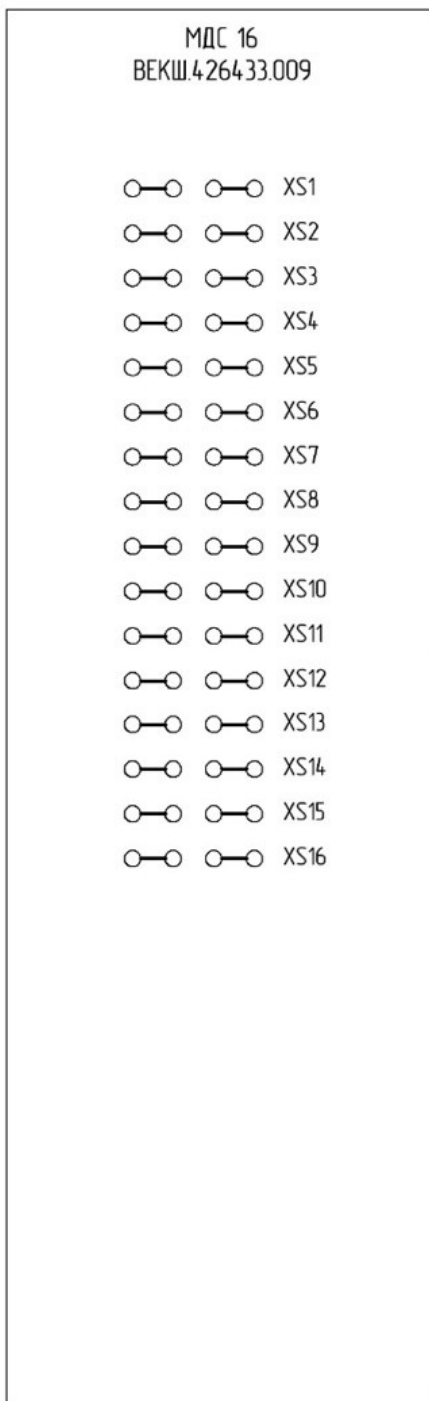 МДС 16
ВЕКШ.426433.009
XS1
XS2
XS3
XS4
XS5
XS6
XS7
XS8
XS9
XS10
XS11
XS12
XS13
XS14
XS15
XS16